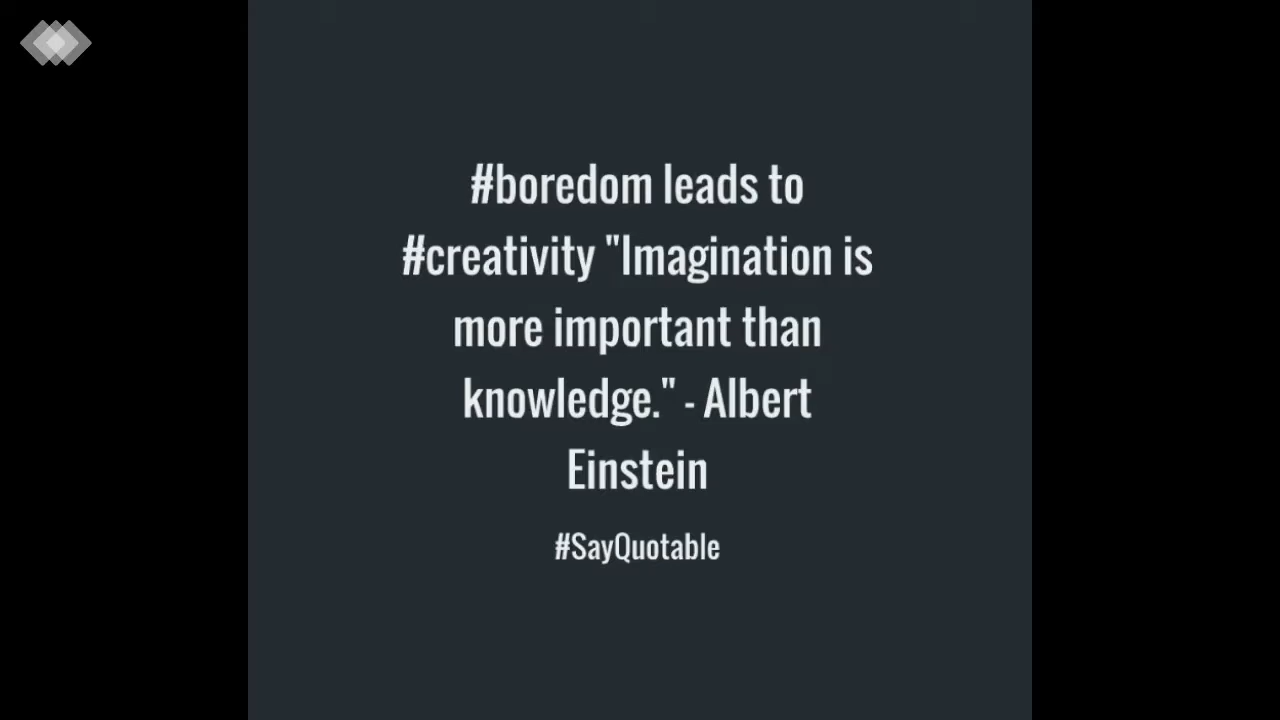 #boredom leads to
#creativity "Imagination is
more important than
knowledge." - Albert
Einstein
#SayQuotable